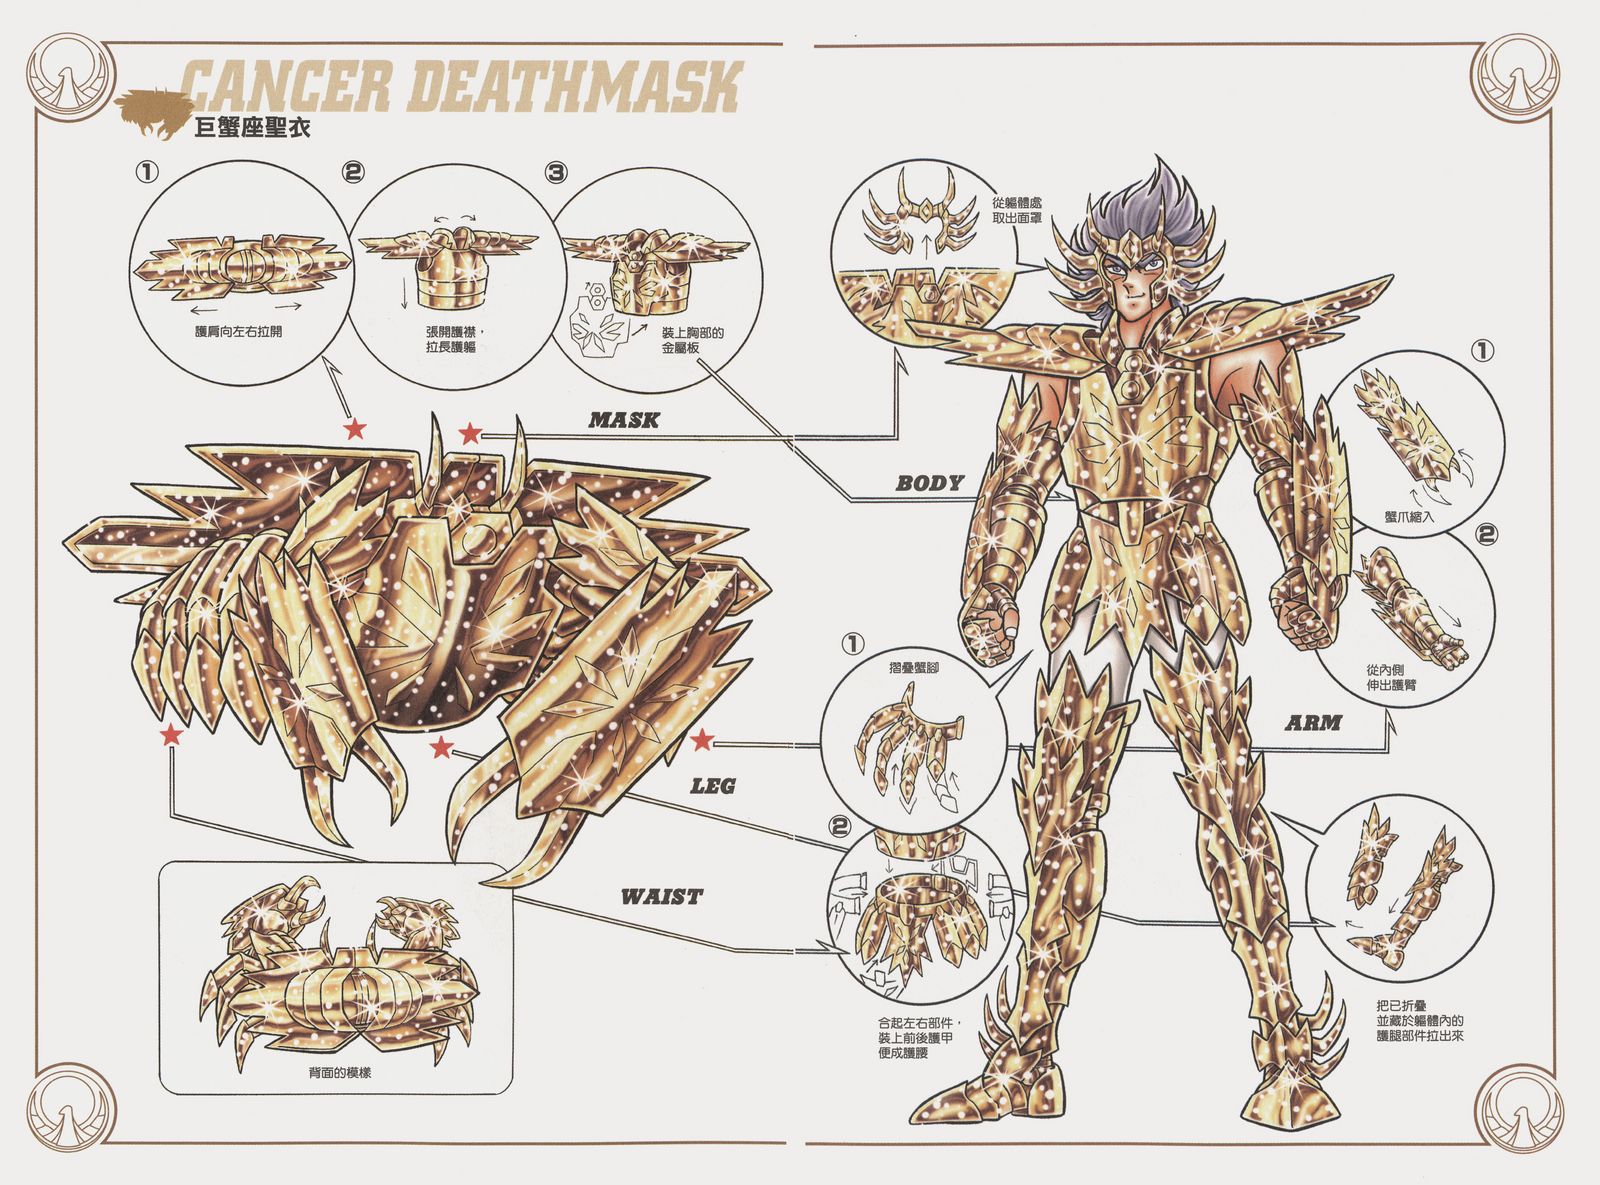 CANCER DEATHMASK
巨蟹座聖衣
①
護肩向左右拉開
②
張開護襟，
拉長護軀
③
裝上胸部的
金屬板
從軀體處
取出面罩
MASK
BODY
①
蟹爪縮入
②
從內側
伸出護臂
ARM
①
摺疊蟹腳
LEG
②
WAIST
合起左右部件，
裝上前後護甲
便成護腰
把已折疊
並藏於軀體內的
護腿部件拉出來
背面的模樣